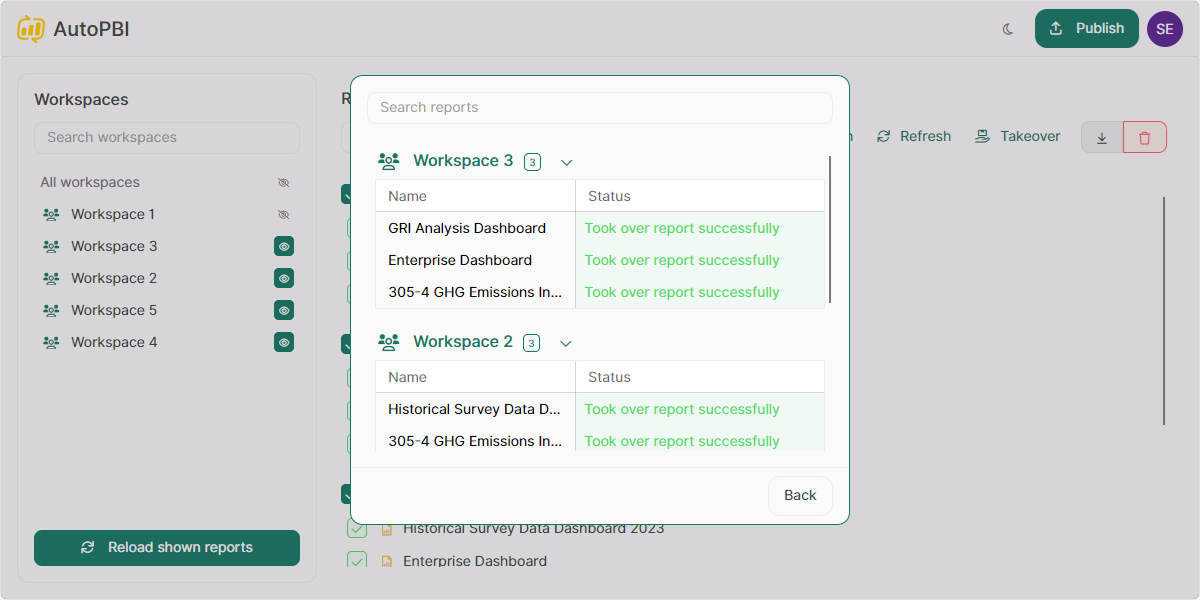 AutoPBI
Publish
SE
Workspaces
Search workspaces
All workspaces
Workspace 1
Workspace 3
Workspace 2
Workspace 5
Workspace 4
Reload shown reports
Refresh
Takeover
Search reports
Workspace 3 3
Name Status
GRI Analysis Dashboard Took over report successfully
Enterprise Dashboard Took over report successfully
305-4 GHG Emissions In... Took over report successfully
Workspace 2 3
Name Status
Historical Survey Data D... Took over report successfully
305-4 GHG Emissions In... Took over report successfully
Back
Historical Survey Data Dashboard 2023
Enterprise Dashboard